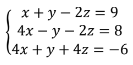 x + y − 2z = 9
4x − y − 2z = 8
4x + y + 4z = −6